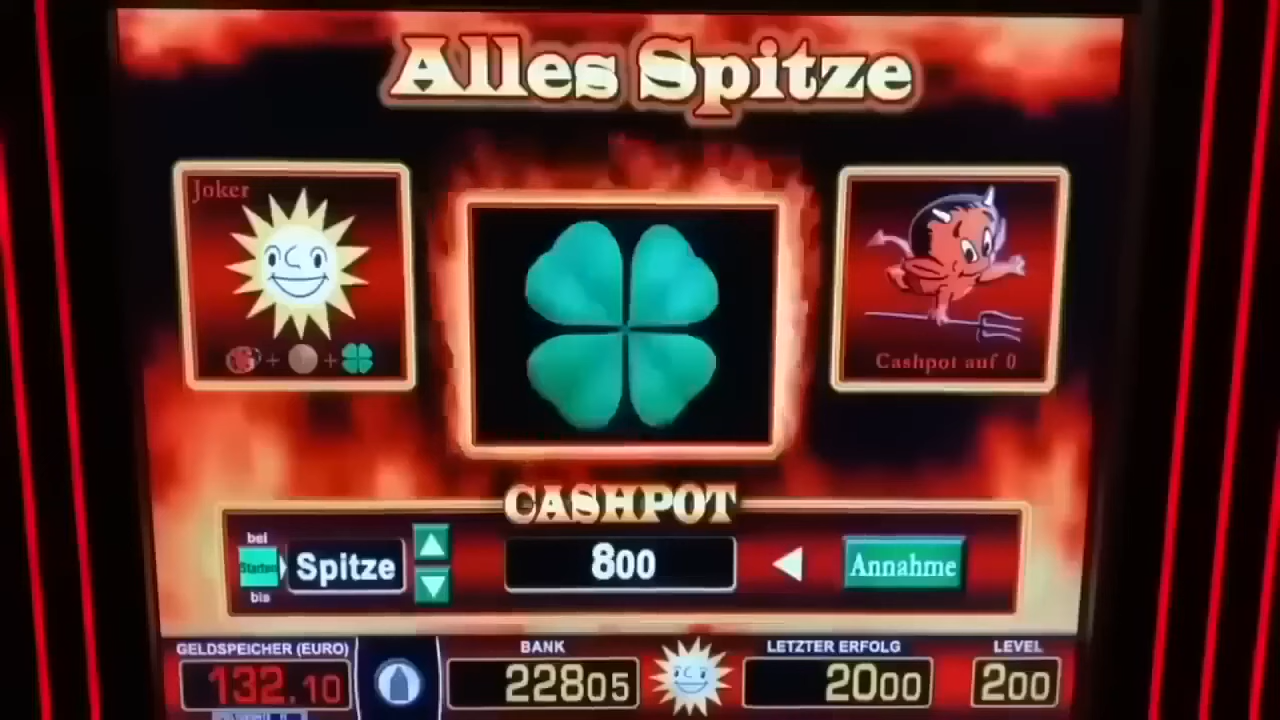 Alles Spitze
Joker
+ +
Cashpot auf 0
CASHPOT
bei
Starten
bis
Spitze
800
Annahme
GELDSPEICHER (EURO)
132.10
BANK
22805
LETZTER ERFOLG
2000
LEVEL
200